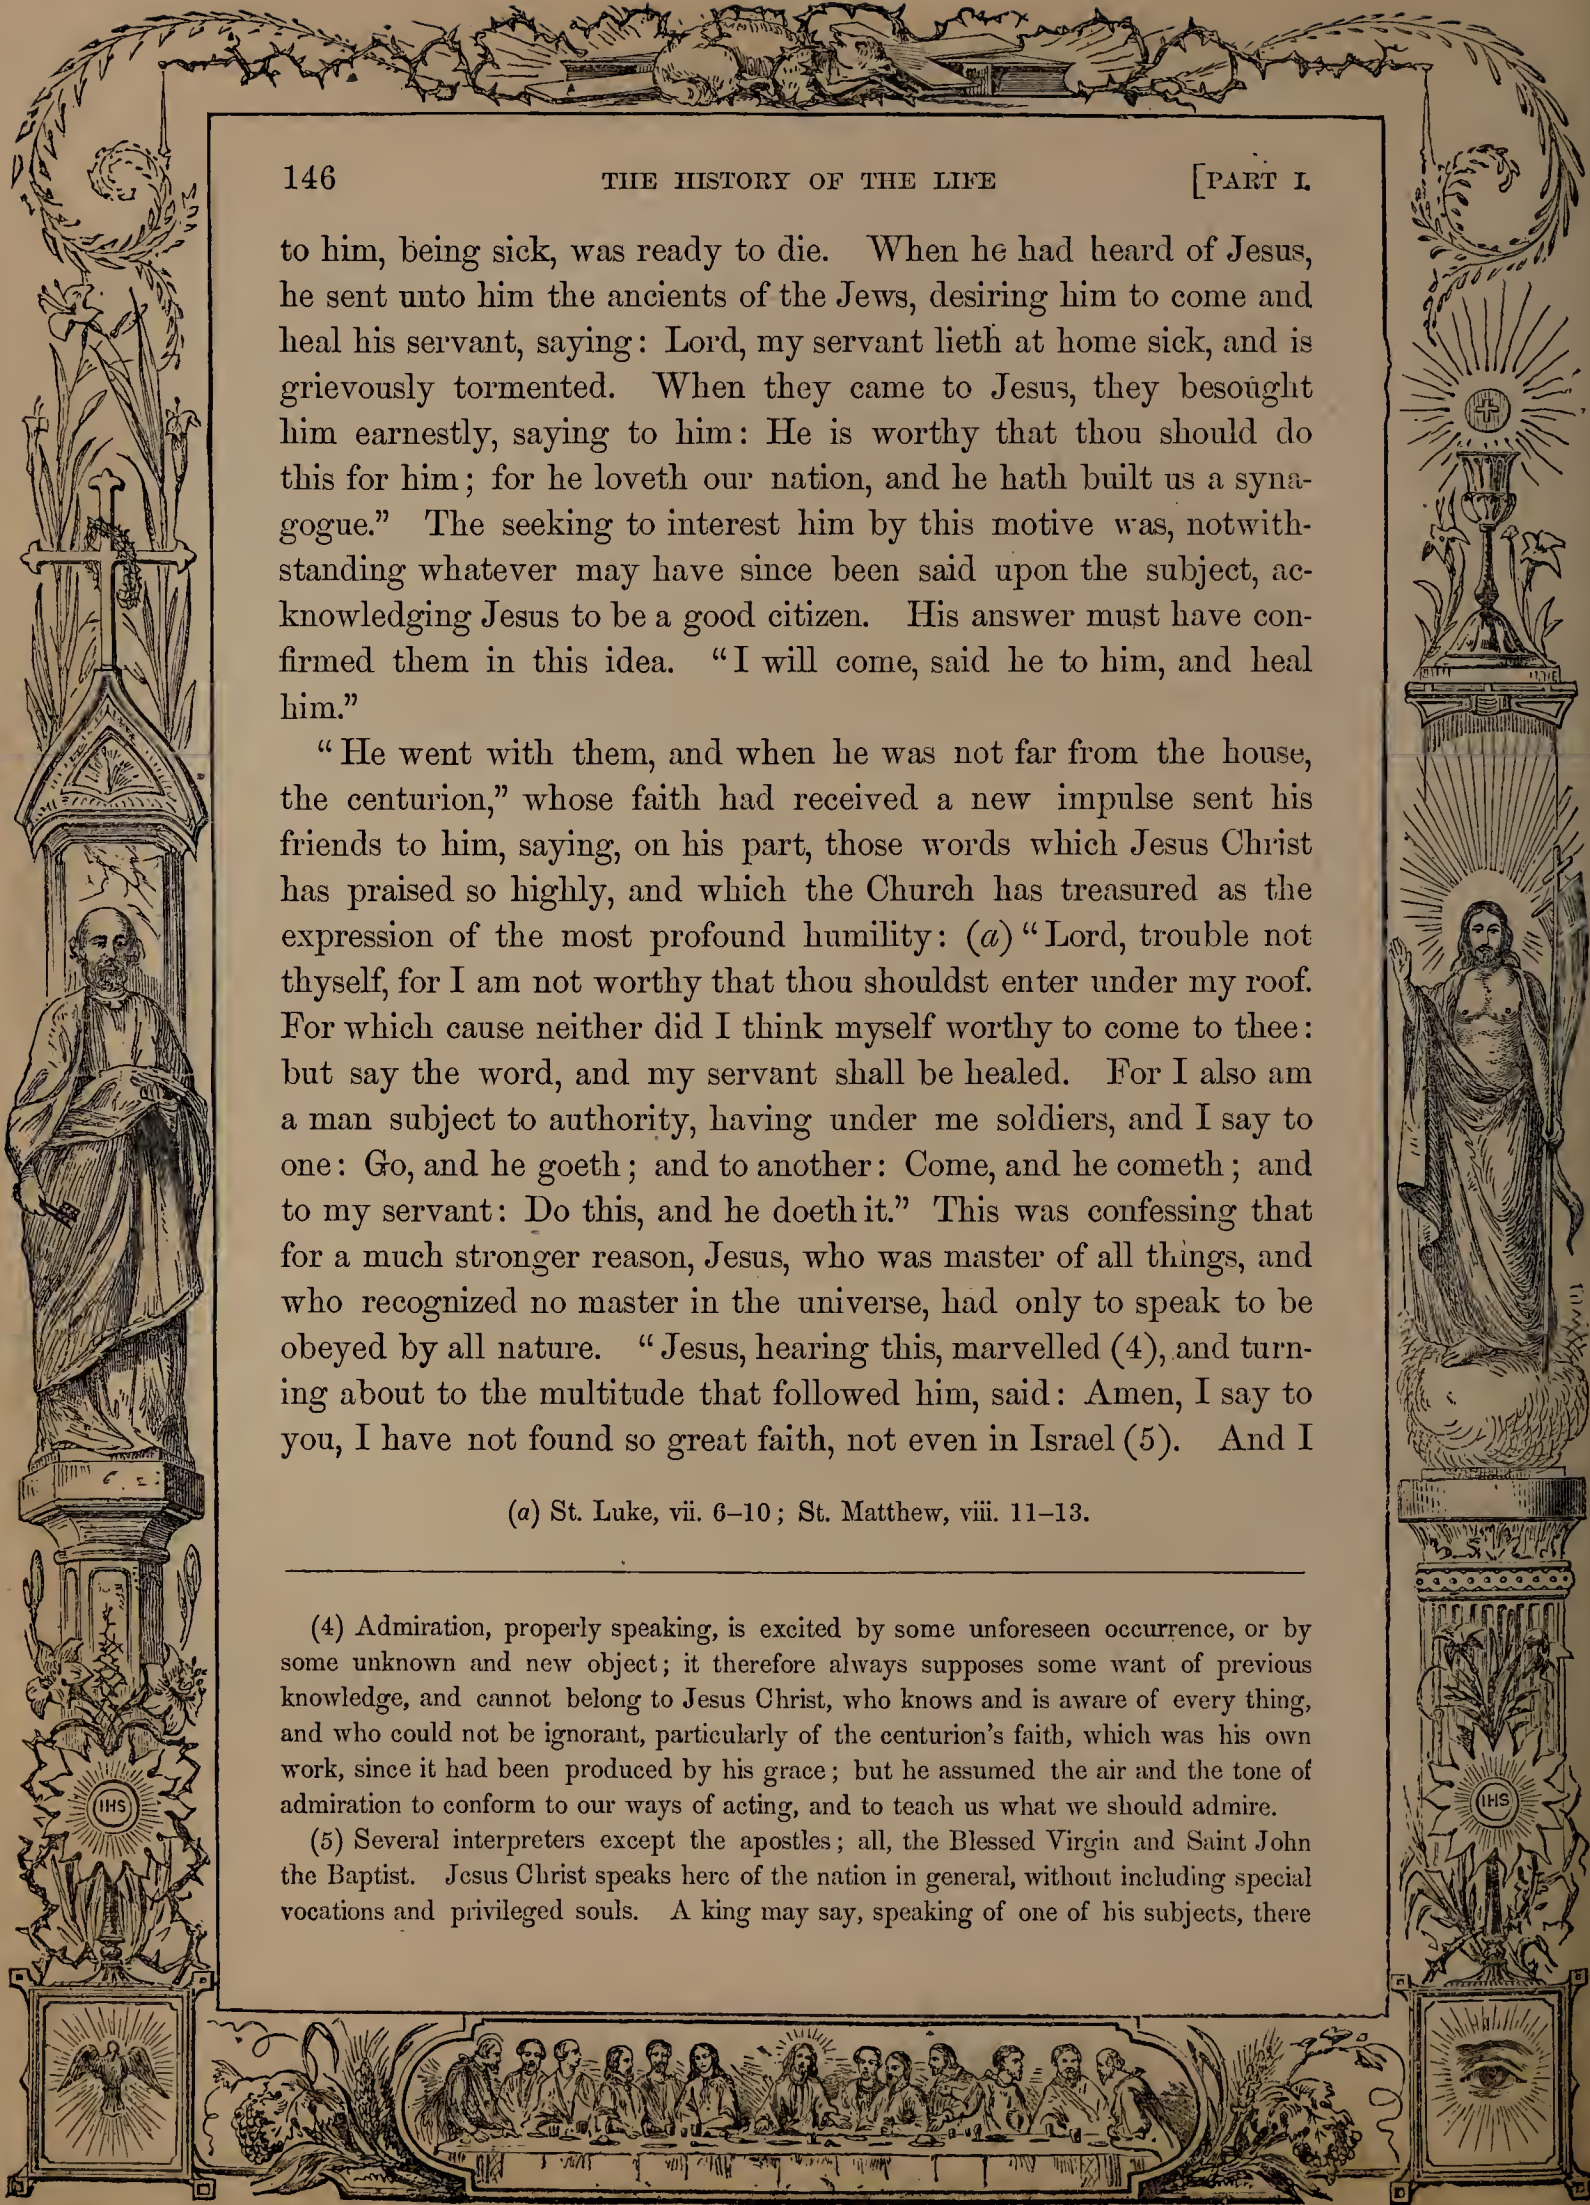 146 THE HISTORY OF THE LIFE [PART I.
to him, being sick, was ready to die. When he had heard of Jesus,
he sent unto him the ancients of the Jews, desiring him to come and
heal his servant, saying: Lord, my servant lieth at home sick, and is
grievously tormented. When they came to Jesus, they besought
him earnestly, saying to him: He is worthy that thou should do
this for him; for he loveth our nation, and he hath built us a syna-
gogue.” The seeking to interest him by this motive was, notwith-
standing whatever may have since been said upon the subject, ac-
knowledging Jesus to be a good citizen. His answer must have con-
firmed them in this idea. “I will come, said he to him, and heal
him.”
“He went with them, and when he was not far from the house,
the centurion,” whose faith had received a new impulse sent his
friends to him, saying, on his part, those words which Jesus Christ
has praised so highly, and which the Church has treasured as the
expression of the most profound humility: (a) “Lord, trouble not
thyself, for I am not worthy that thou shouldst enter under my roof.
For which cause neither did I think myself worthy to come to thee:
but say the word, and my servant shall be healed. For I also am
a man subject to authority, having under me soldiers, and I say to
one: Go, and he goeth; and to another: Come, and he cometh; and
to my servant: Do this, and he doeth it.” This was confessing that
for a much stronger reason, Jesus, who was master of all things, and
who recognized no master in the universe, had only to speak to be
obeyed by all nature. “Jesus, hearing this, marvelled (4), and turn-
ing about to the multitude that followed him, said: Amen, I say to
you, I have not found so great faith, not even in Israel (5). And I
(a) St. Luke, vii. 6–10; St. Matthew, viii. 11–13.
(4) Admiration, properly speaking, is excited by some unforeseen occurrence, or by
some unknown and new object; it therefore always supposes some want of previous
knowledge, and cannot belong to Jesus Christ, who knows and is aware of every thing,
and who could not be ignorant, particularly of the centurion’s faith, which was his own
work, since it had been produced by his grace; but he assumed the air and the tone of
admiration to conform to our ways of acting, and to teach us what we should admire.
(5) Several interpreters except the apostles; all, the Blessed Virgin and Saint John
the Baptist. Jesus Christ speaks here of the nation in general, without including special
vocations and privileged souls. A king may say, speaking of one of his subjects, there
IHS
IHS